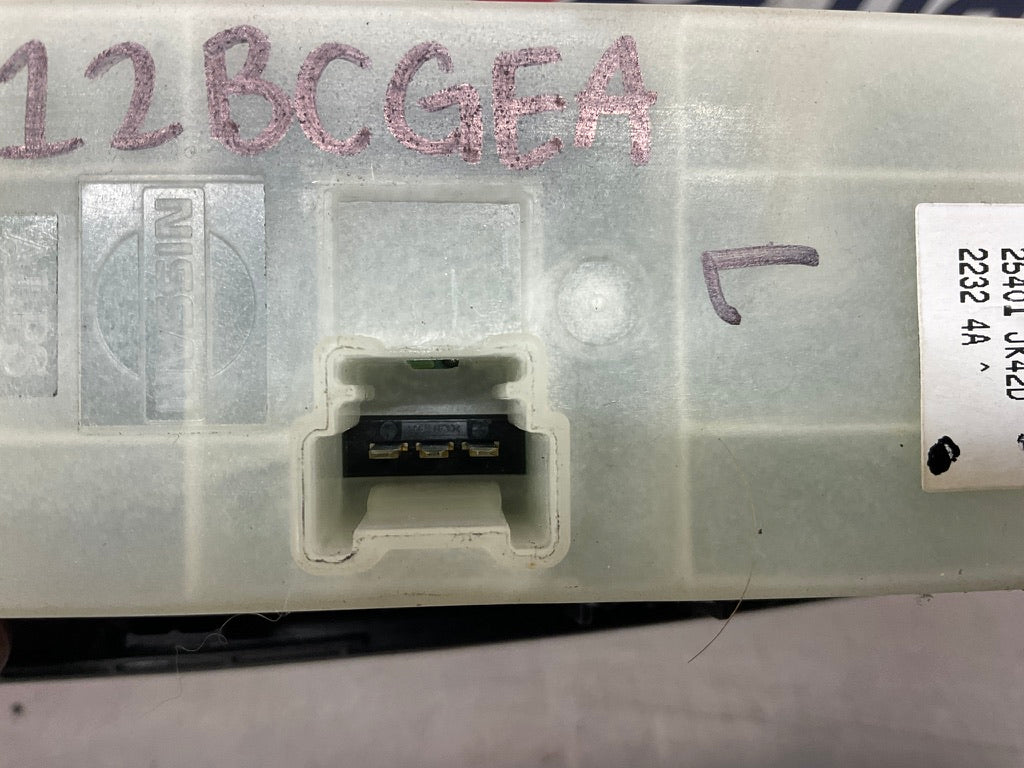 12BCGEA
NISSAN
25401 JK42D
2232 4A ^